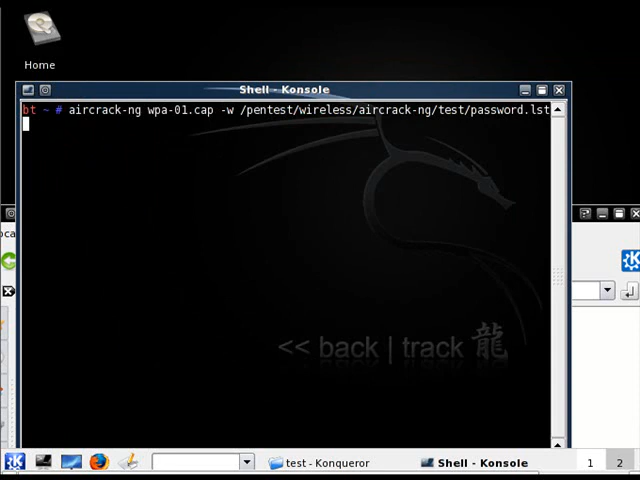 Home
Shell - Konsole
bt ~ # aircrack-ng wpa-01.cap -w /pentest/wireless/aircrack-ng/test/password.lst
oca
<< back | track 龍
test - Konqueror
Shell - Konsole
1
2